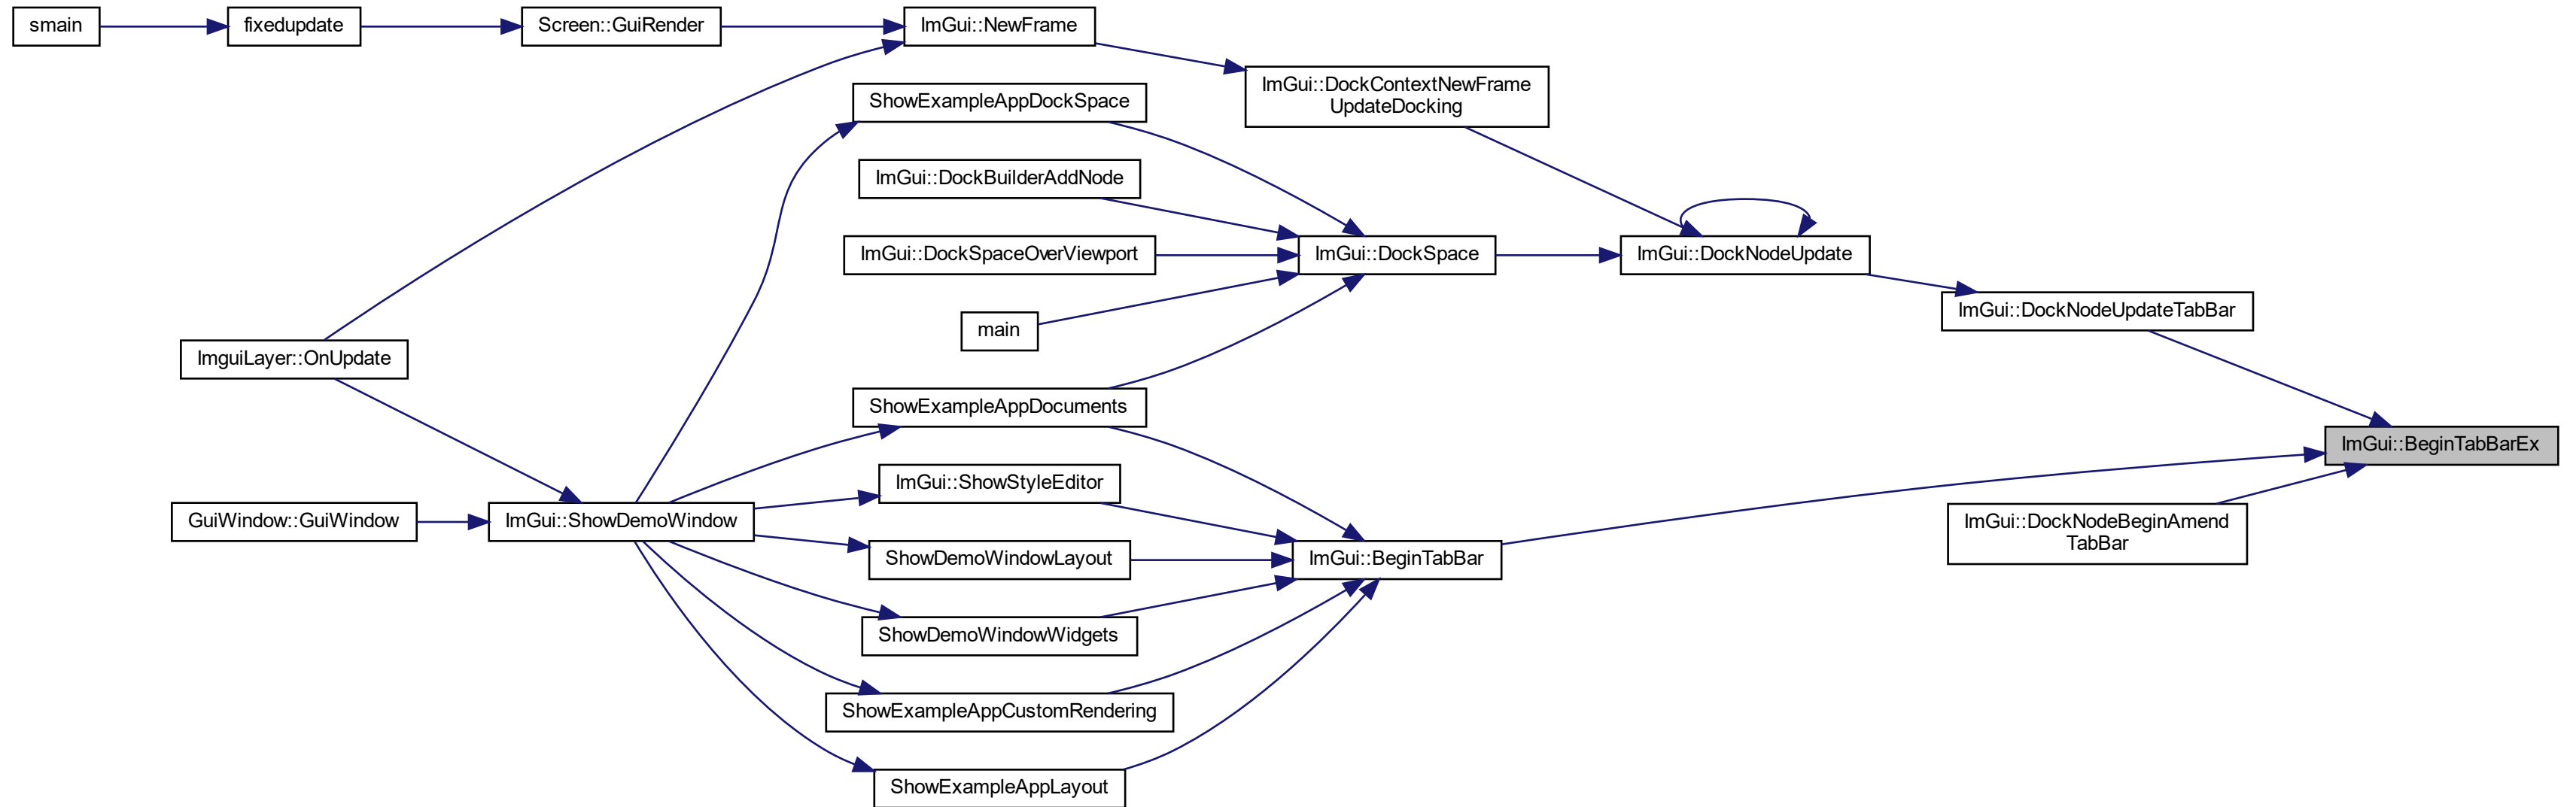 smain
fixedupdate
Screen::GuiRender
ImGui::NewFrame
ImGui::DockContextNewFrame
UpdateDocking
ShowExampleAppDockSpace
ImGui::DockBuilderAddNode
ImGui::DockSpaceOverViewport
ImGui::DockSpace
ImGui::DockNodeUpdate
ImGui::DockNodeUpdateTabBar
main
ImguiLayer::OnUpdate
ShowExampleAppDocuments
ImGui::BeginTabBarEx
ImGui::ShowStyleEditor
GuiWindow::GuiWindow
ImGui::ShowDemoWindow
ImGui::DockNodeBeginAmend
TabBar
ShowDemoWindowLayout
ImGui::BeginTabBar
ShowDemoWindowWidgets
ShowExampleAppCustomRendering
ShowExampleAppLayout